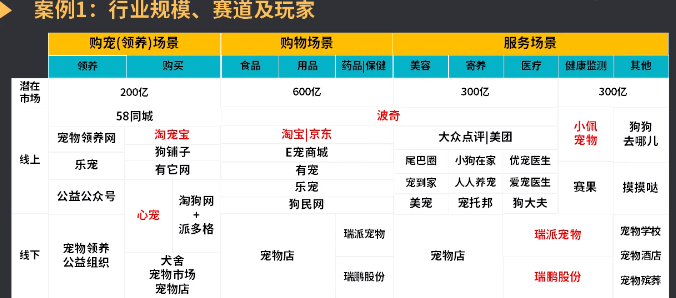 案例1：行业规模、赛道及玩家
购宠(领养)场景 购物场景 服务场景
领养 购买 食品 用品 药品|保健 美容 寄养 医疗 健康监测 其他
潜在
市场
200亿 600亿 300亿 300亿
线上
58同城 波奇
宠物领养网 淘宠宝 淘宝|京东 大众点评|美团
小佩
宠物
狗狗
去哪儿
狗铺子 E宠商城
乐宠 有它网 有宠 尾巴圈 小狗在家 优宠医生
公益公众号
心宠
淘狗网
+
派多格
乐宠 宠到家 人人养宠 爱宠医生
狗民网 美宠 宠托邦 狗大夫
赛果 摸摸哒
线下
宠物领养
公益组织
犬舍
宠物市场
宠物店
宠物店
瑞派宠物
瑞鹏股份
宠物店
瑞派宠物
瑞鹏股份
宠物学校
宠物酒店
宠物殡葬